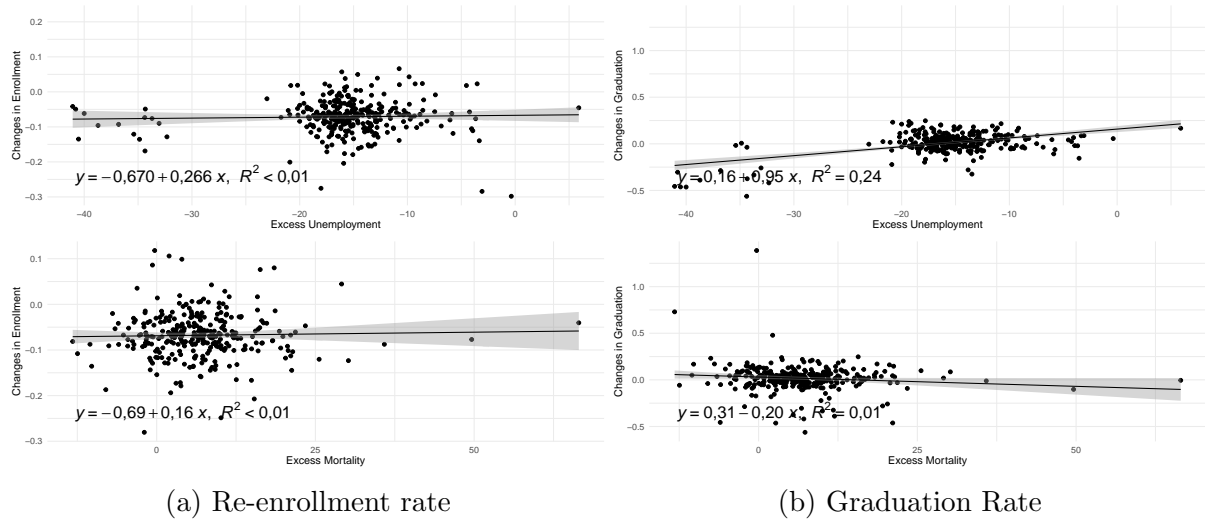 0.2
0.1
0.0
−0.1
−0.2
−0.3
Changes in Enrollment
y = −0,670 + 0,266 x, R² < 0,01
−40 −30 −20 −10 0
Excess Unemployment
1.0
0.5
0.0
−0.5
Changes in Graduation
y = 0,16 + 0,95 x, R² = 0,24
−40 −30 −20 −10 0
Excess Unemployment
0.1
0.0
−0.1
−0.2
−0.3
Changes in Enrollment
y = −0,69 + 0,16 x, R² < 0,01
0 25 50
Excess Mortality
1.0
0.5
0.0
−0.5
Changes in Graduation
y = 0,31 − 0,20 x, R² = 0,01
0 25 50
Excess Mortality
(a) Re-enrollment rate
(b) Graduation Rate